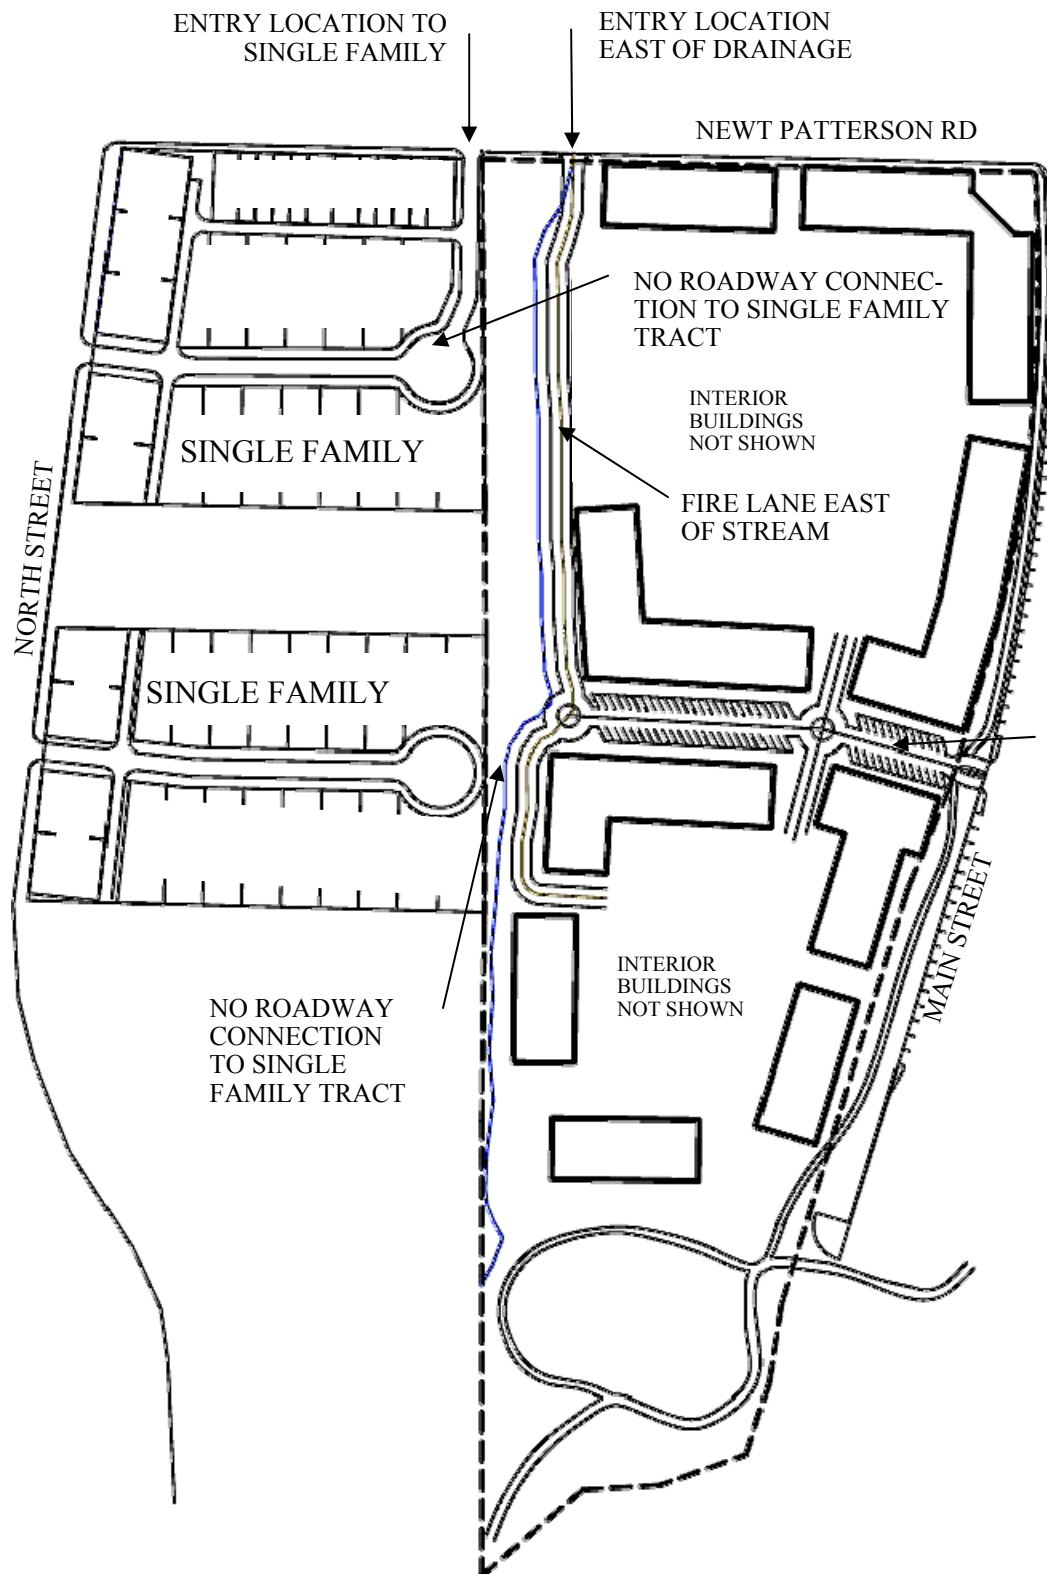 ENTRY LOCATION TO
SINGLE FAMILY
ENTRY LOCATION
EAST OF DRAINAGE
NEWT PATTERSON RD
NO ROADWAY CONNEC-
TION TO SINGLE FAMILY
TRACT
INTERIOR
BUILDINGS
NOT SHOWN
SINGLE FAMILY
FIRE LANE EAST
OF STREAM
NORTH STREET
SINGLE FAMILY
MAIN STREET
INTERIOR
BUILDINGS
NOT SHOWN
NO ROADWAY
CONNECTION
TO SINGLE
FAMILY TRACT